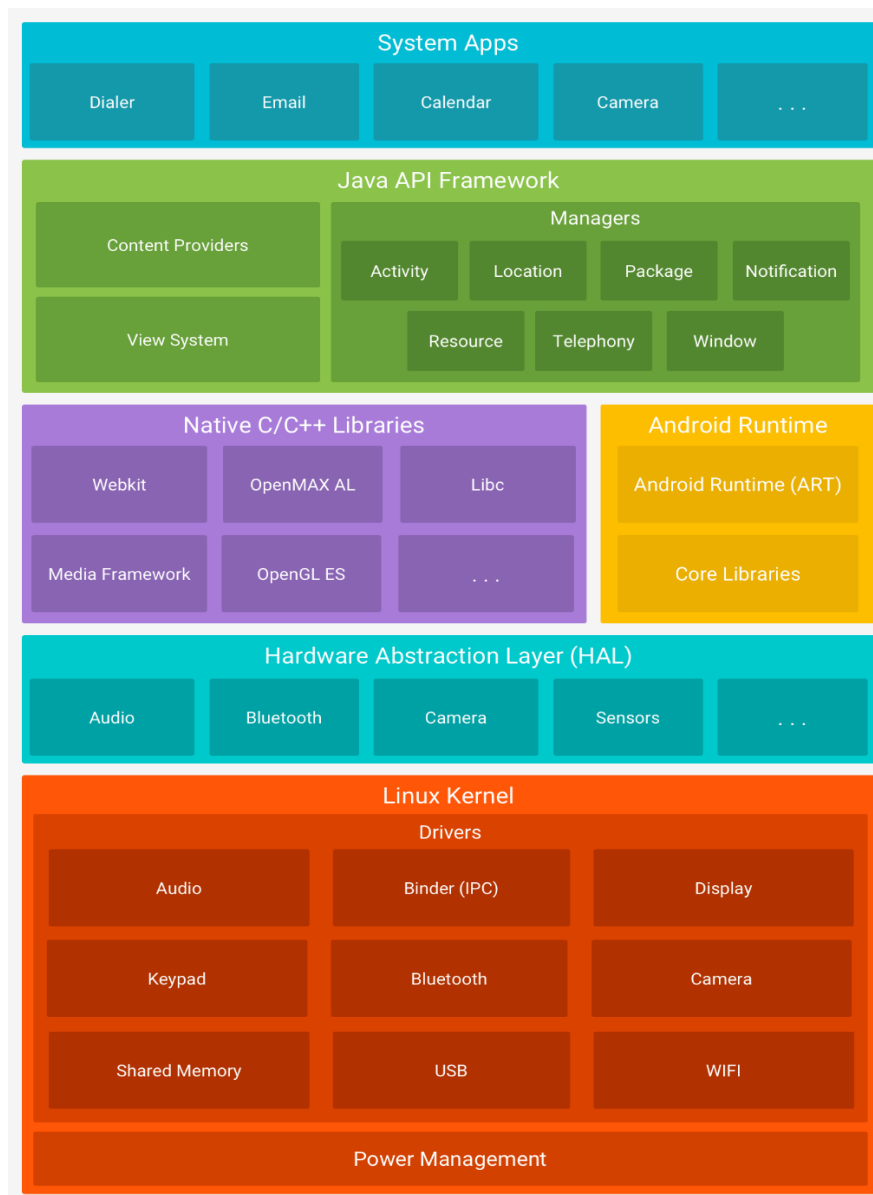 System Apps
Dialer
Email
Calendar
Camera
. . .
Java API Framework
Content Providers
View System
Managers
Activity
Location
Package
Notification
Resource
Telephony
Window
Native C/C++ Libraries
Webkit
OpenMAX AL
Libc
Media Framework
OpenGL ES
. . .
Android Runtime
Android Runtime (ART)
Core Libraries
Hardware Abstraction Layer (HAL)
Audio
Bluetooth
Camera
Sensors
. . .
Linux Kernel
Drivers
Audio
Binder (IPC)
Display
Keypad
Bluetooth
Camera
Shared Memory
USB
WIFI
Power Management